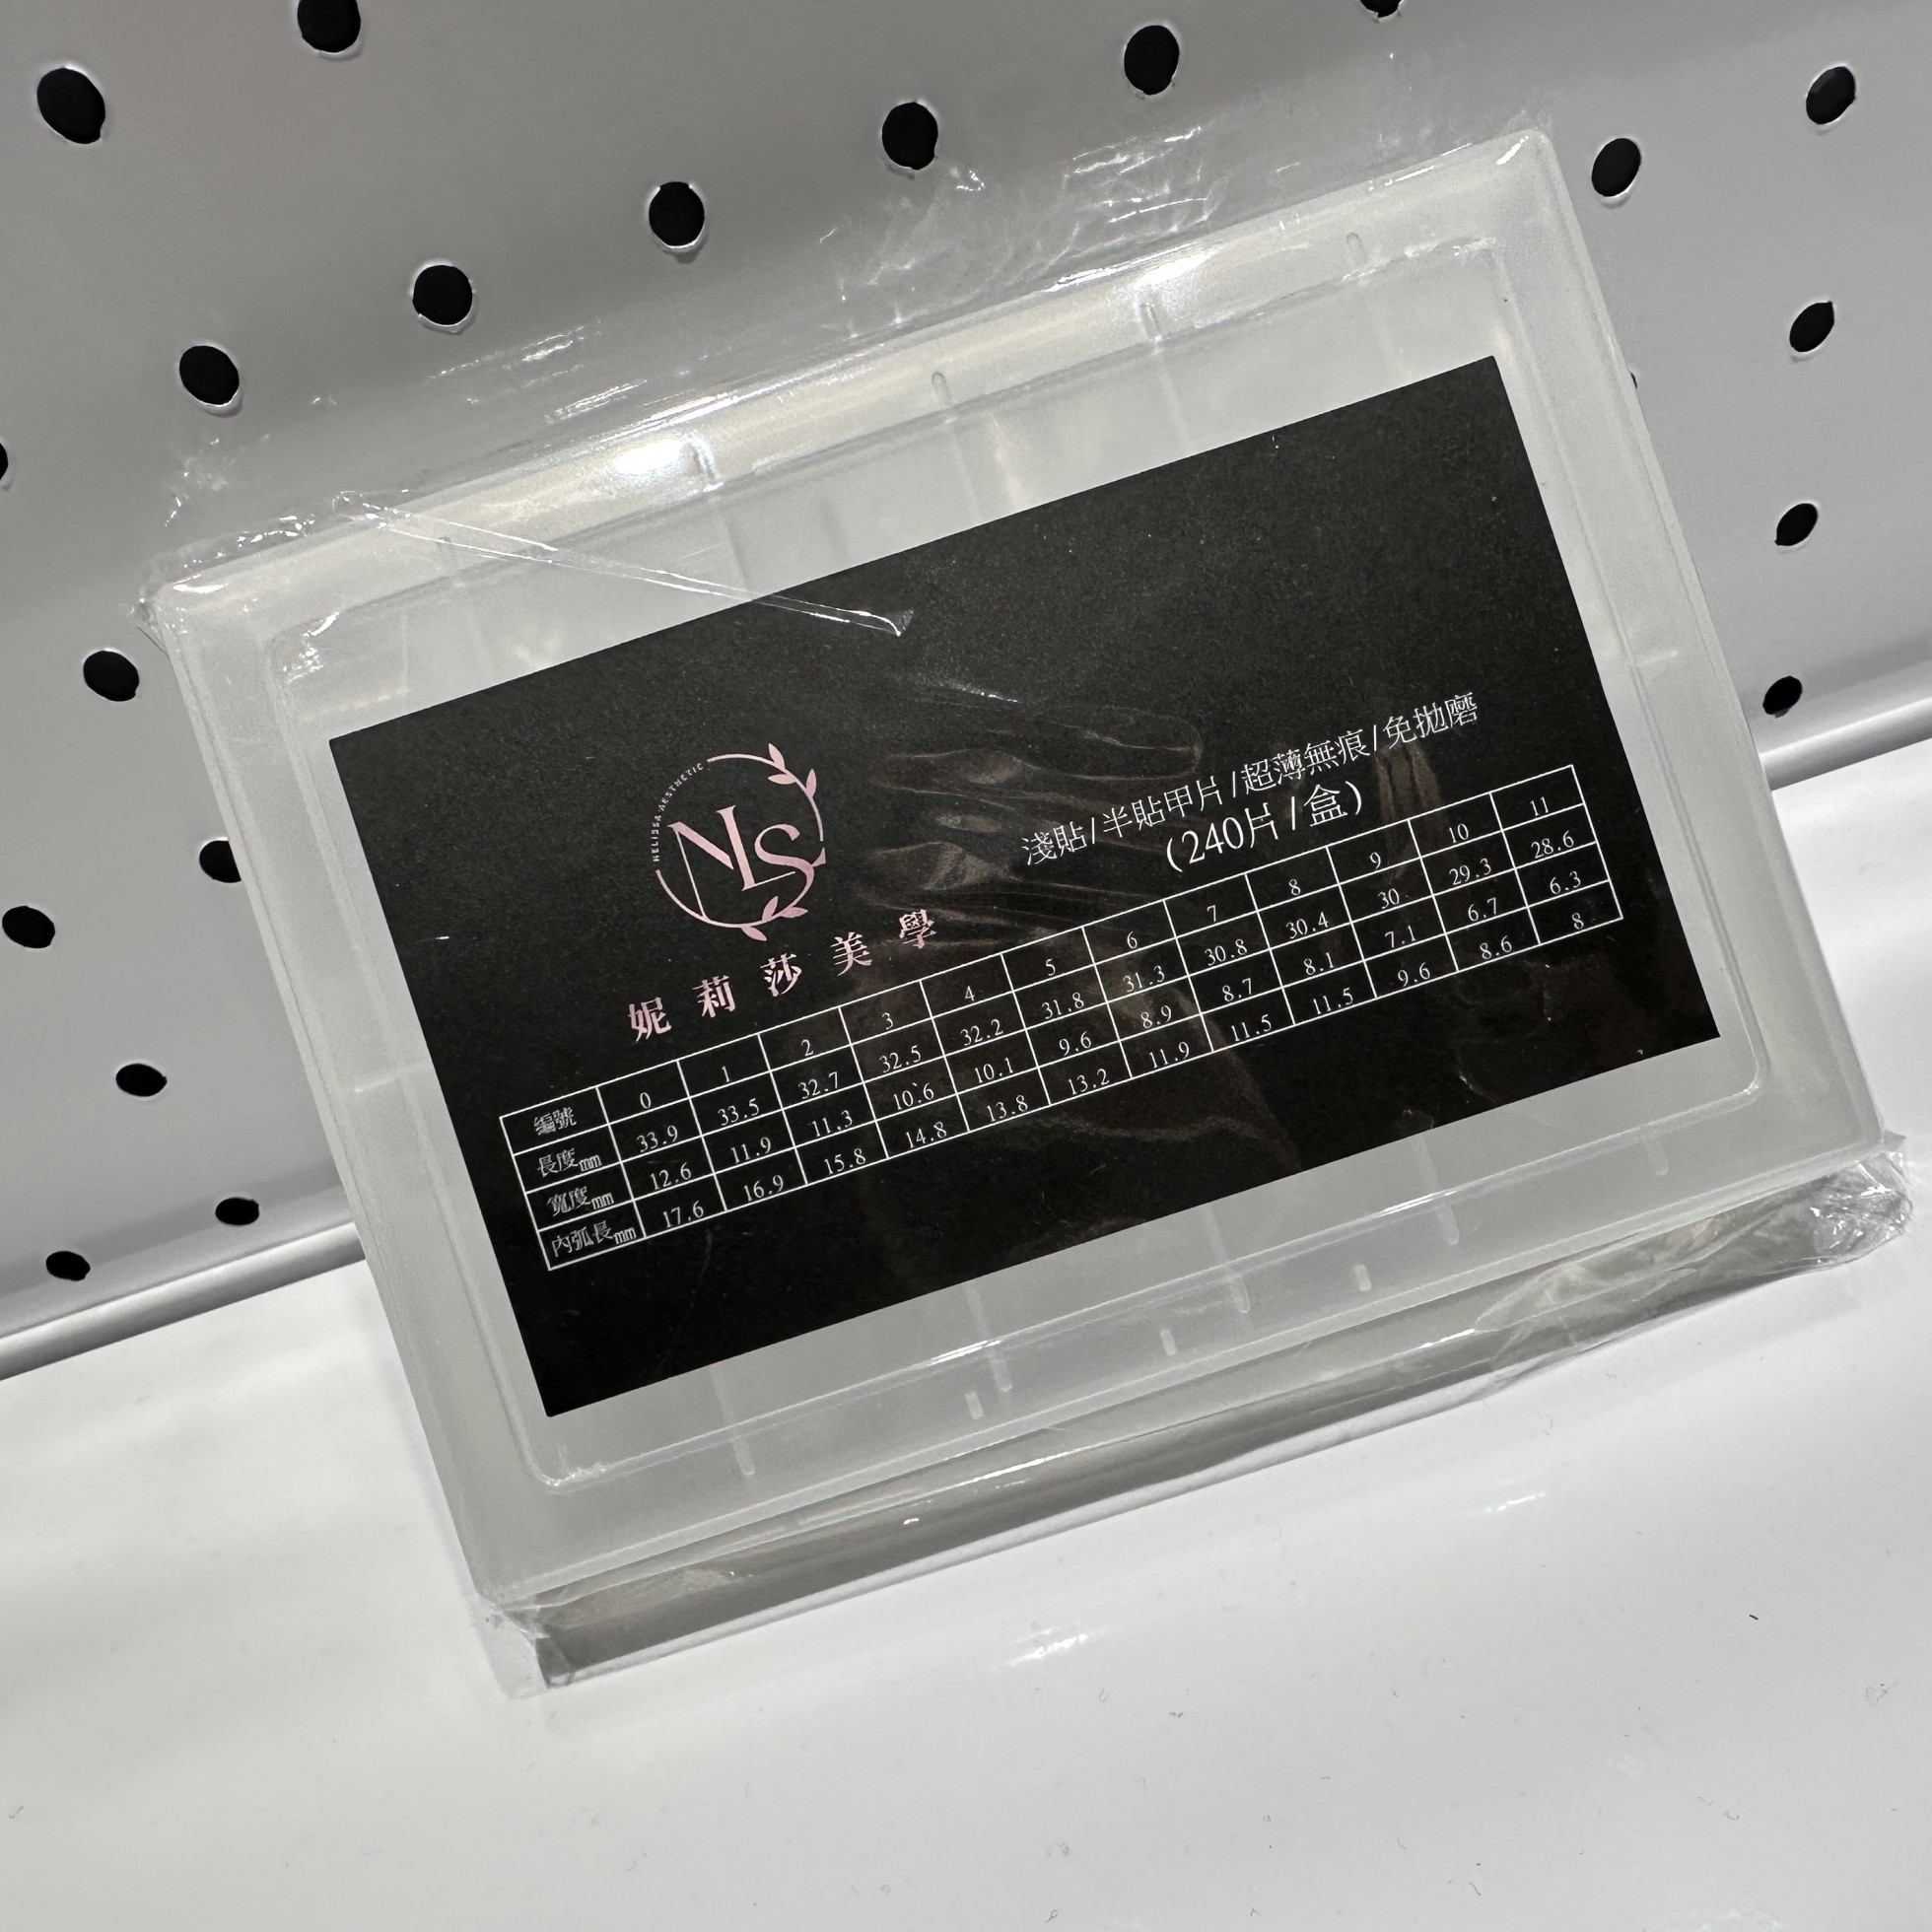 NELISSA AESTHETIC
NLS
妮莉莎美學
淺貼/半貼甲片/超薄無痕/免拋磨
(240片/盒)
編號 0 1 2 3 4 5 6 7 8 9 10 11
長度mm 33.9 33.5 32.7 32.5 32.2 31.8 31.3 30.8 30.4 30 29.3 28.6
寬度mm 12.6 11.9 11.3 10.6 10.1 9.6 8.9 8.7 8.1 7.1 6.7 6.3
內弧長mm 17.6 16.9 15.8 14.8 13.8 13.2 11.9 11.5 11.5 9.6 8.6 8